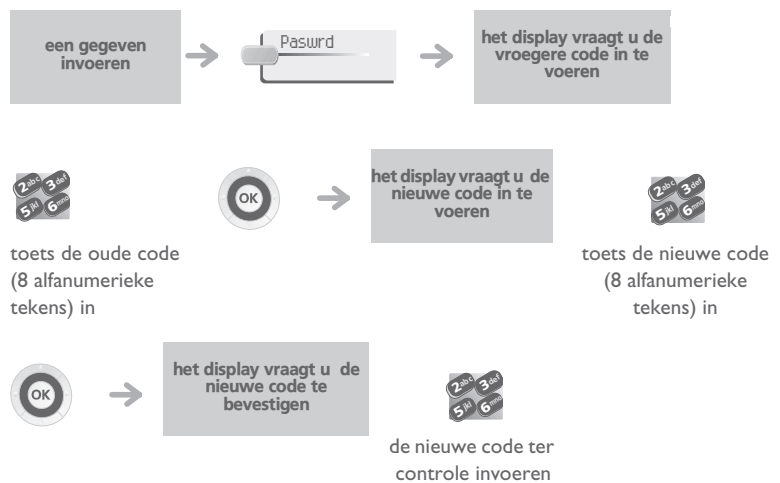 een gegeven
invoeren
Paswrd
het display vraagt u de
vroegere code in te
voeren
2abc 3def
5jkl 6mno
toets de oude code
(8 alfanumerieke
tekens) in
OK
het display vraagt u de
nieuwe code in te
voeren
2abc 3def
5jkl 6mno
toets de nieuwe code
(8 alfanumerieke
tekens) in
OK
het display vraagt u de
nieuwe code te
bevestigen
2abc 3def
5jkl 6mno
de nieuwe code ter
controle invoeren